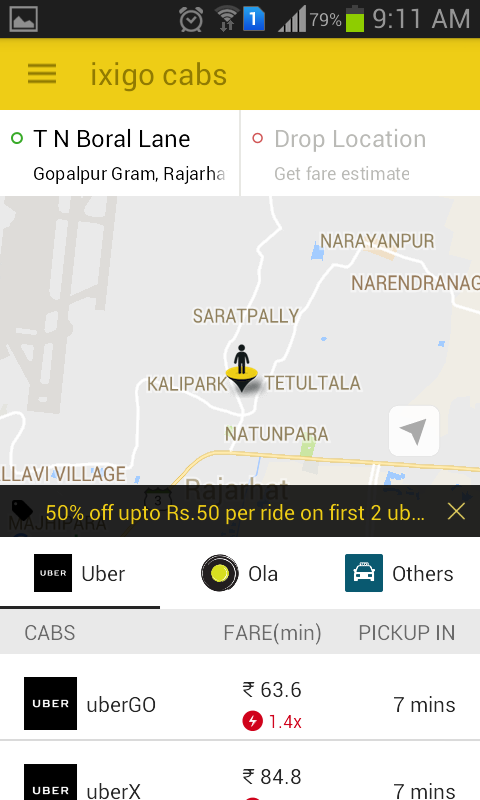 1 79% 9:11 AM
ixigo cabs
T N Boral Lane
Gopalpur Gram, Rajarha
Drop Location
Get fare estimate
NARAYANPUR
NARENDRANAG
SARATPALLY
KALIPARK TETULTALA
NATUNPARA
LLAVI VILLAGE
3
Rajarhat
50% off upto Rs.50 per ride on first 2 ub...
MAJHIPARA
UBER Uber
Ola
Others
CABS FARE(min) PICKUP IN
UBER uberGO ₹ 63.6 7 mins
1.4x
UBER uberX ₹ 84.8 7 mins